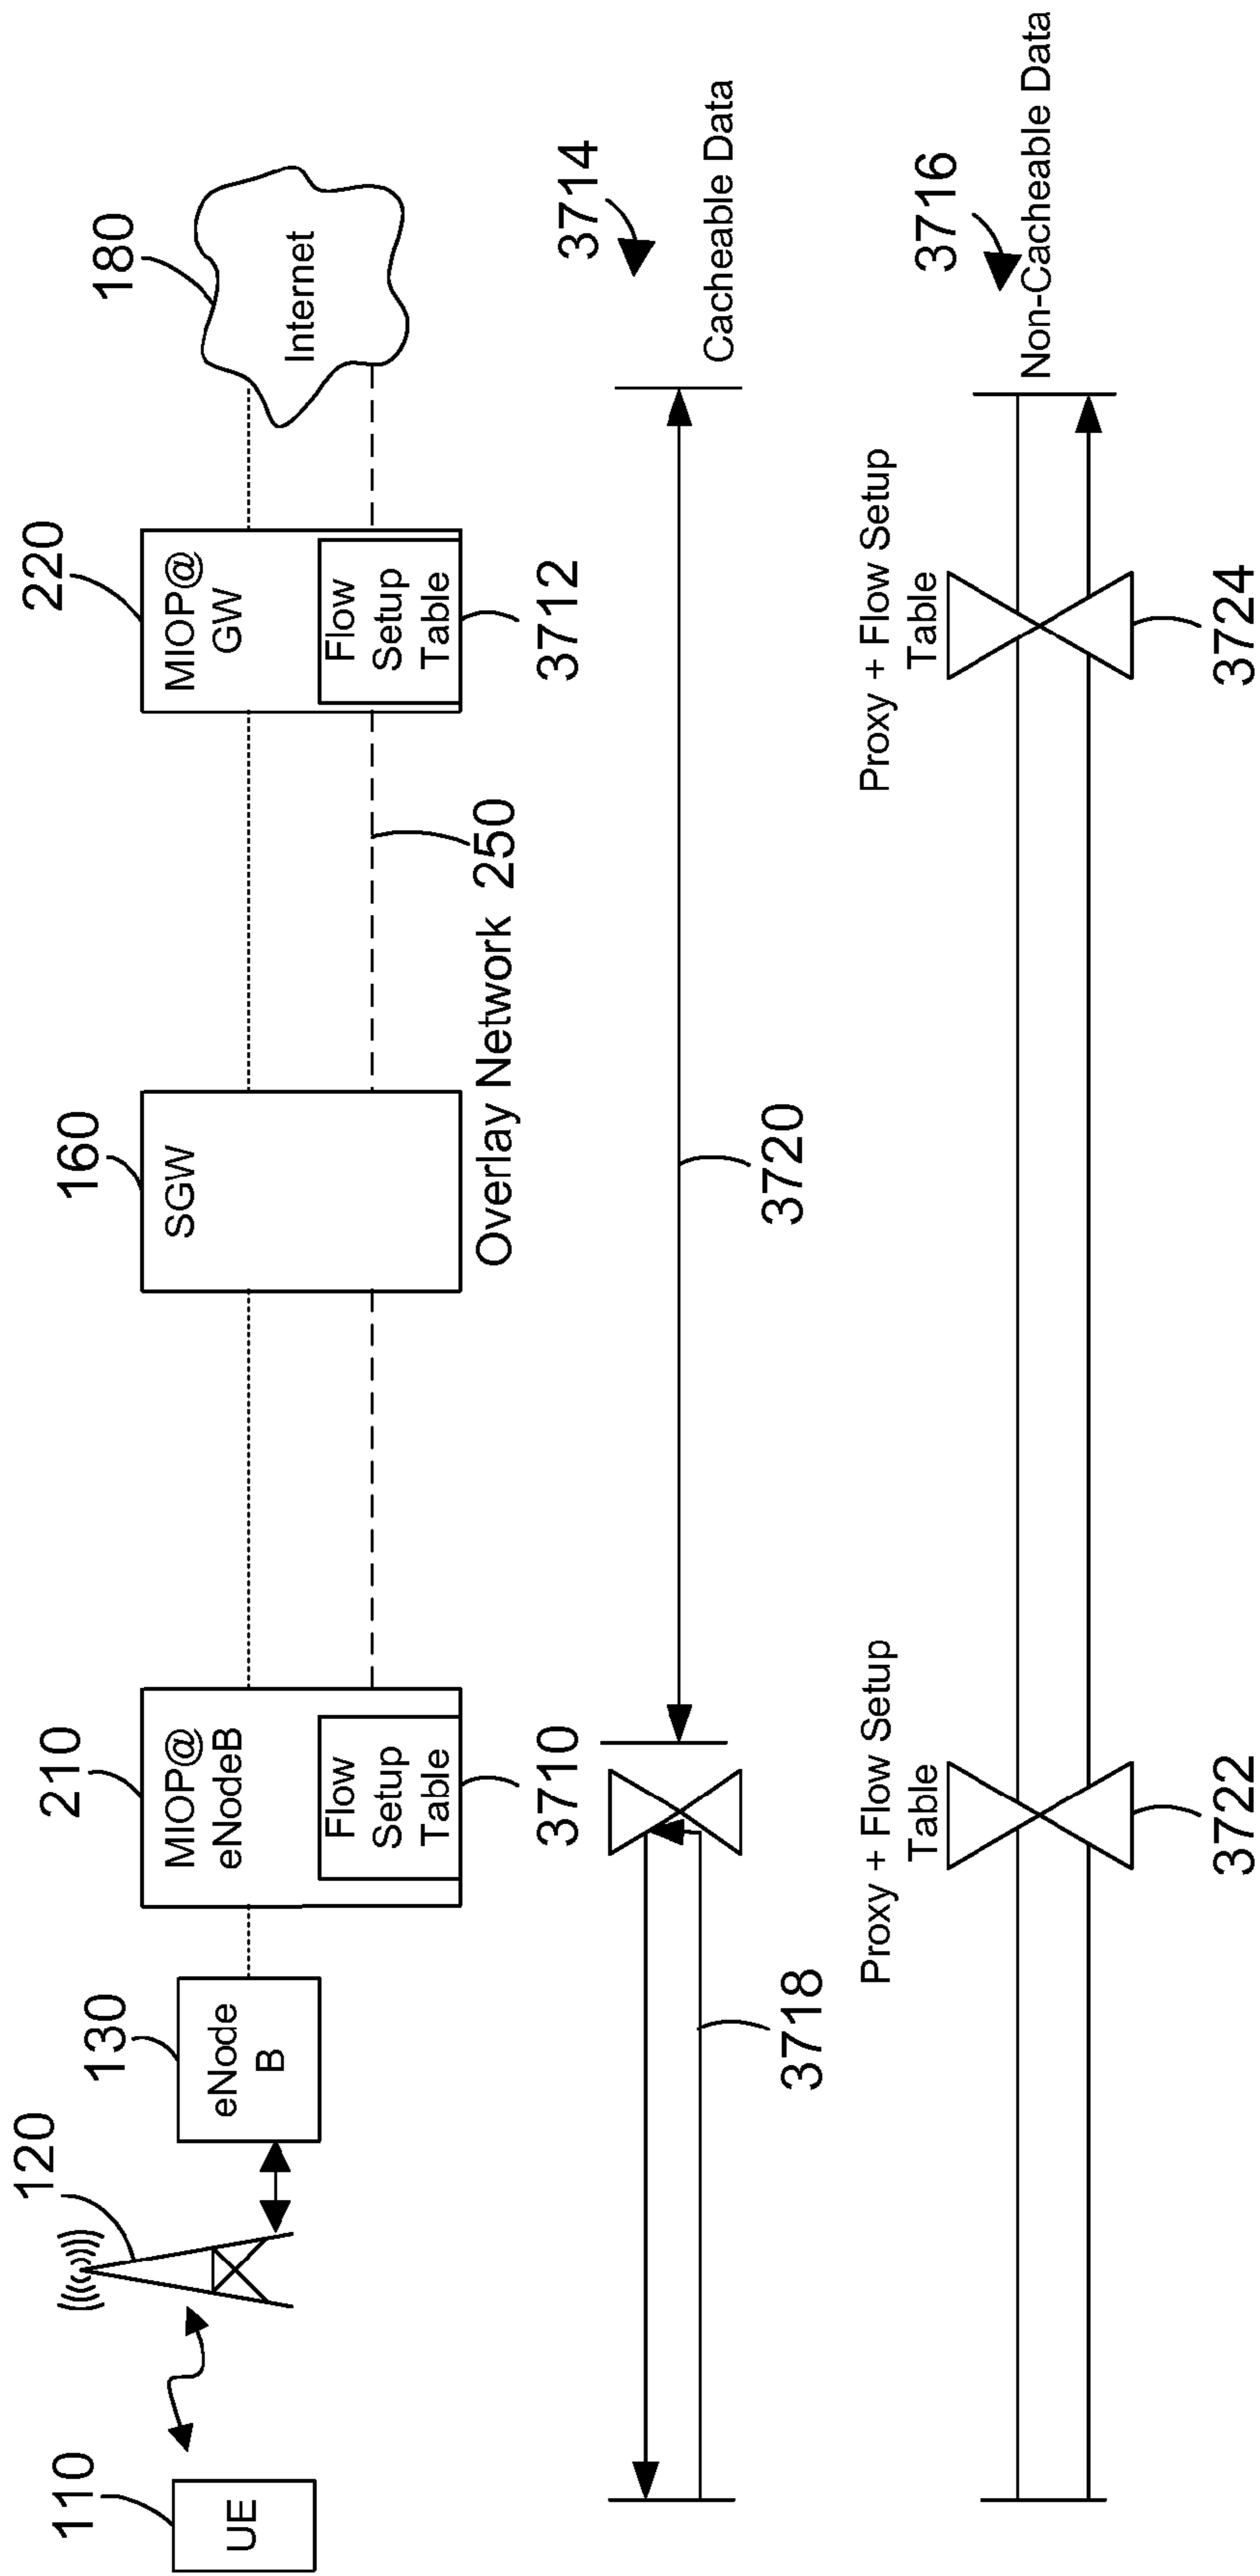 110
UE
120
130
eNode
B
210
MIOP@
eNodeB
Flow
Setup
Table
3710
160
SGW
Overlay Network 250
220
MIOP@
GW
Flow
Setup
Table
3712
180
Internet
3714
Cacheable Data
3718
3720
3716
Non-Cacheable Data
Proxy + Flow Setup
Table
3722
Proxy + Flow Setup
Table
3724